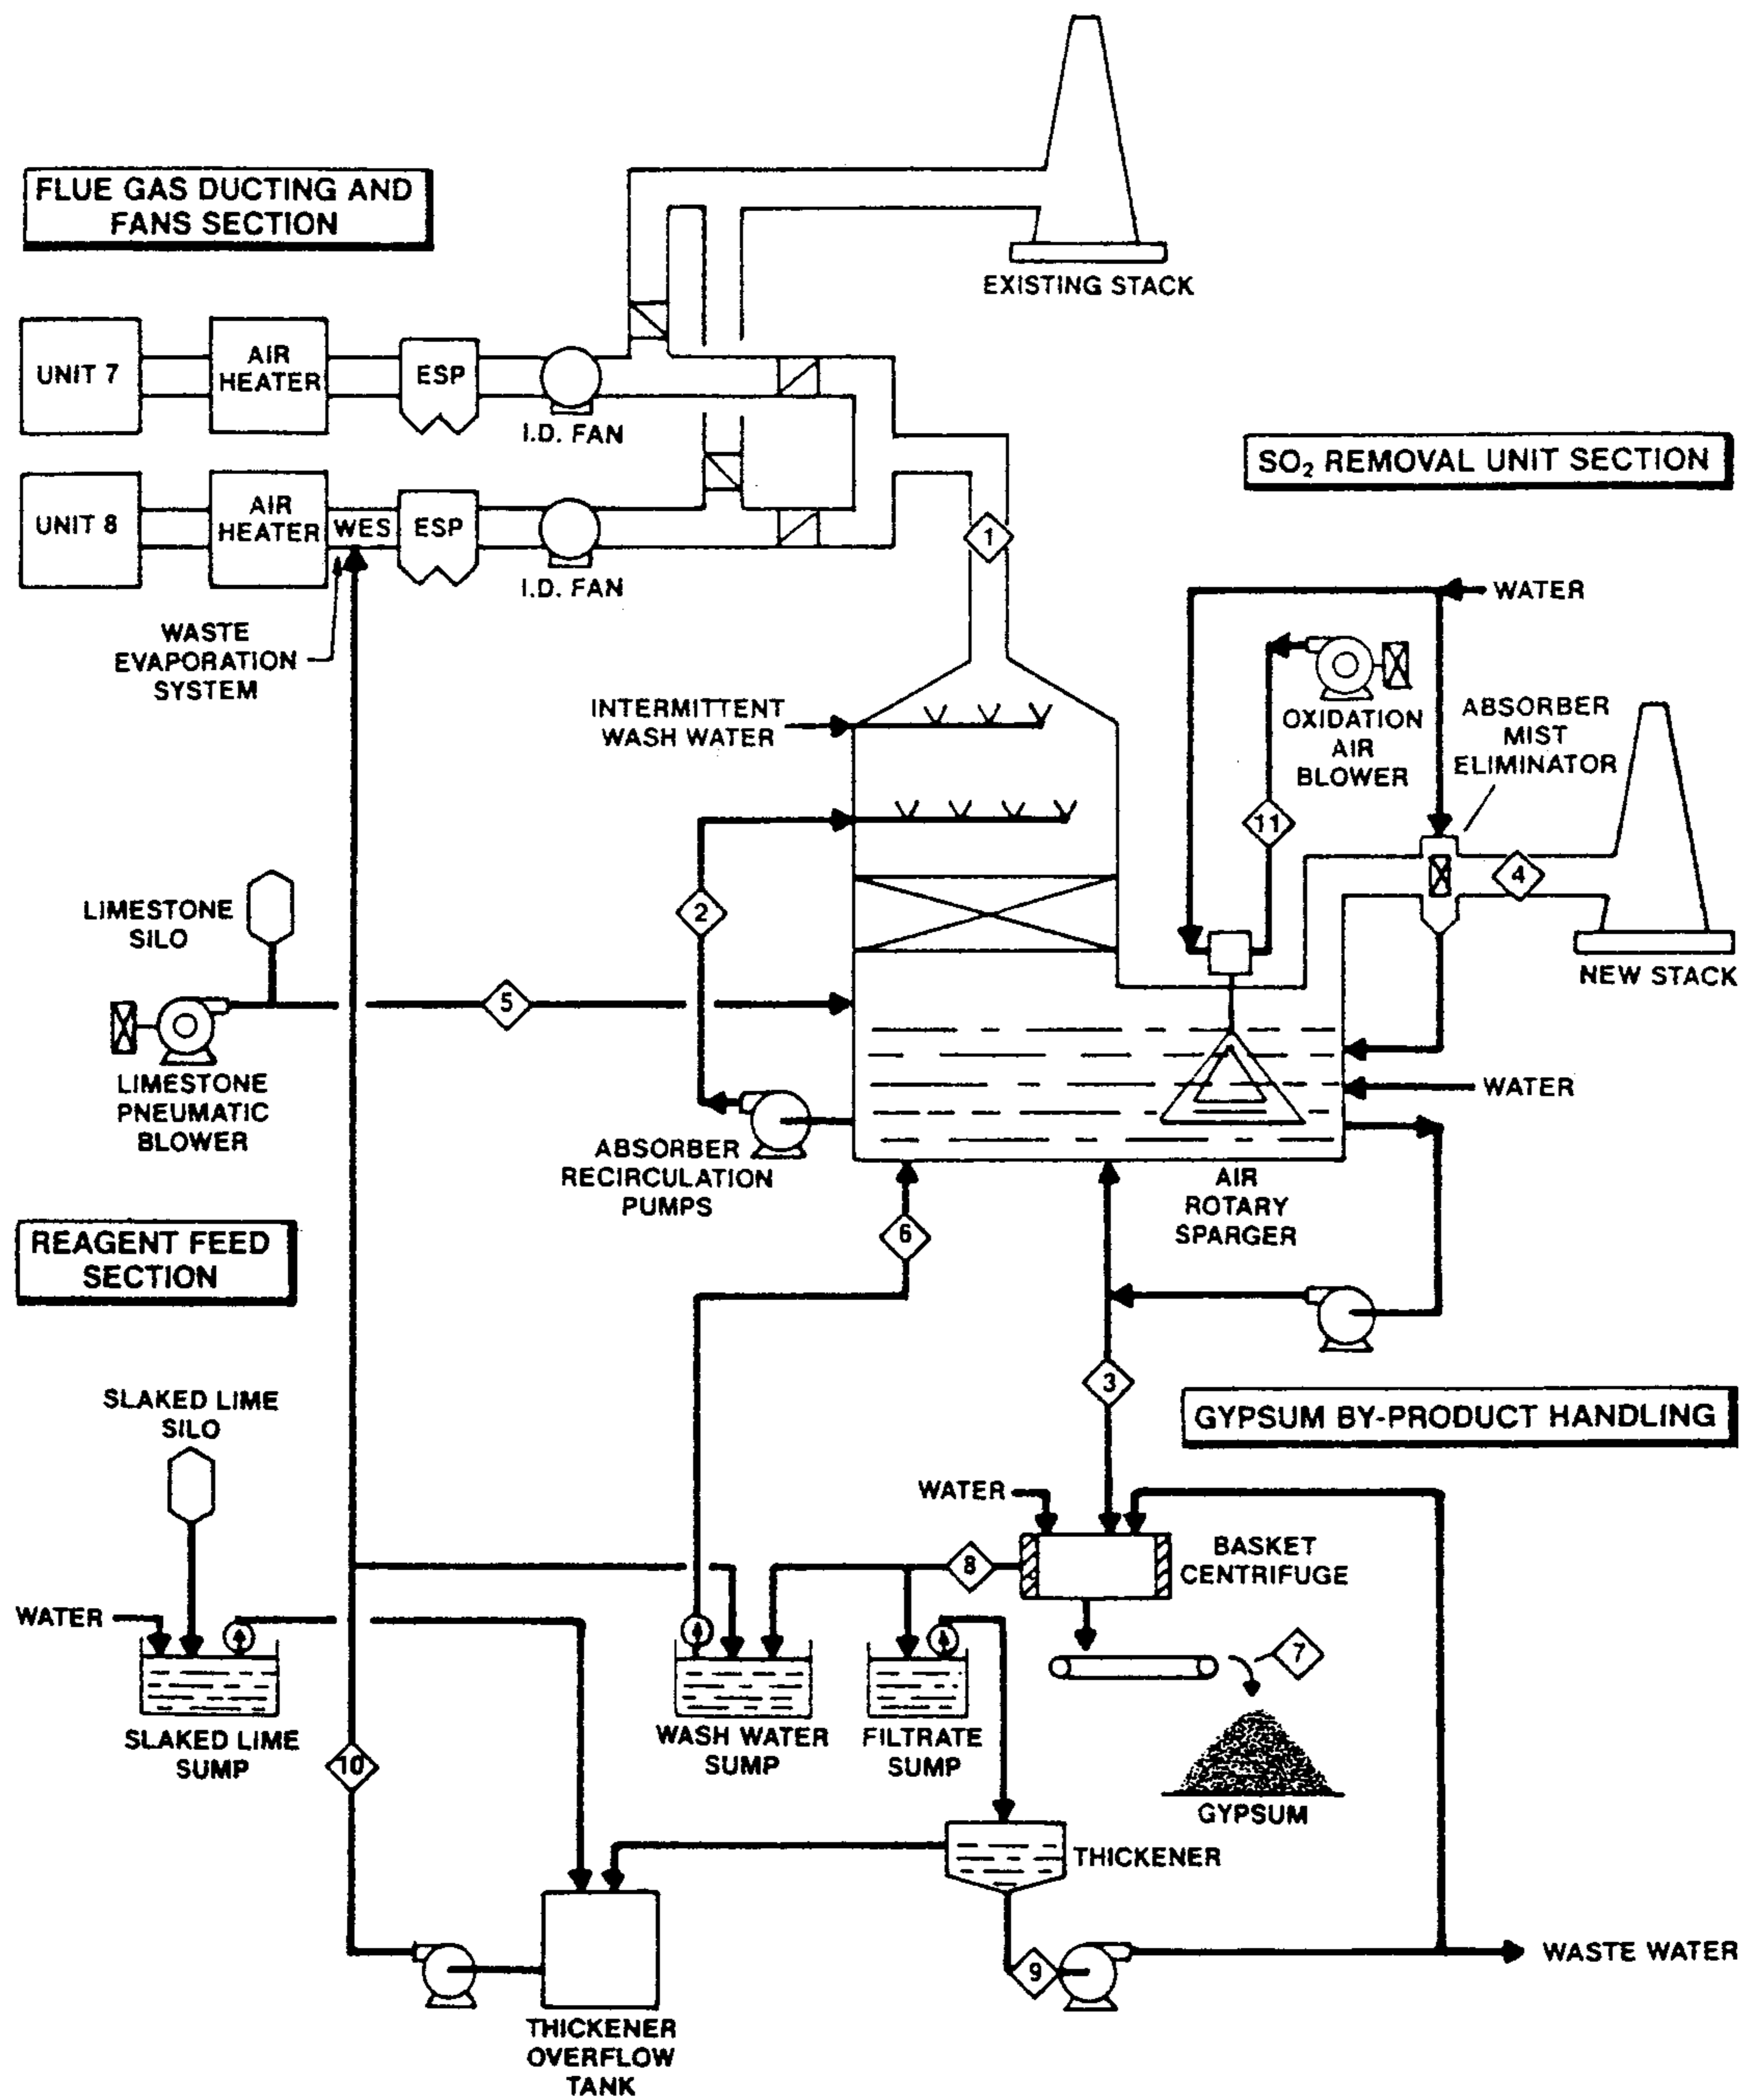 FLUE GAS DUCTING AND
FANS SECTION
EXISTING STACK
UNIT 7
AIR
HEATER
ESP
I.D. FAN
UNIT 8
AIR
HEATER
WES
ESP
I.D. FAN
WASTE
EVAPORATION
SYSTEM
SO₂ REMOVAL UNIT SECTION
1
WATER
INTERMITTENT
WASH WATER
OXIDATION
AIR
BLOWER
ABSORBER
MIST
ELIMINATOR
11
4
2
LIMESTONE
SILO
NEW STACK
5
LIMESTONE
PNEUMATIC
BLOWER
WATER
ABSORBER
RECIRCULATION
PUMPS
AIR
ROTARY
SPARGER
6
REAGENT FEED
SECTION
3
SLAKED LIME
SILO
GYPSUM BY-PRODUCT HANDLING
WATER
BASKET
CENTRIFUGE
8
WATER
7
SLAKED LIME
SUMP
WASH WATER
SUMP
FILTRATE
SUMP
10
GYPSUM
THICKENER
9
WASTE WATER
THICKENER
OVERFLOW
TANK